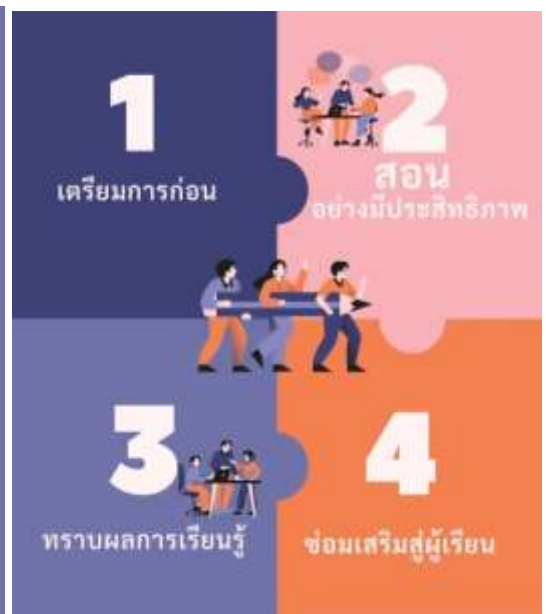 1
เตรียมการก่อน
2
สอน
อย่างมีประสิทธิภาพ
3
ทราบผลการเรียนรู้
4
ซ่อมเสริมสู่ผู้เรียน